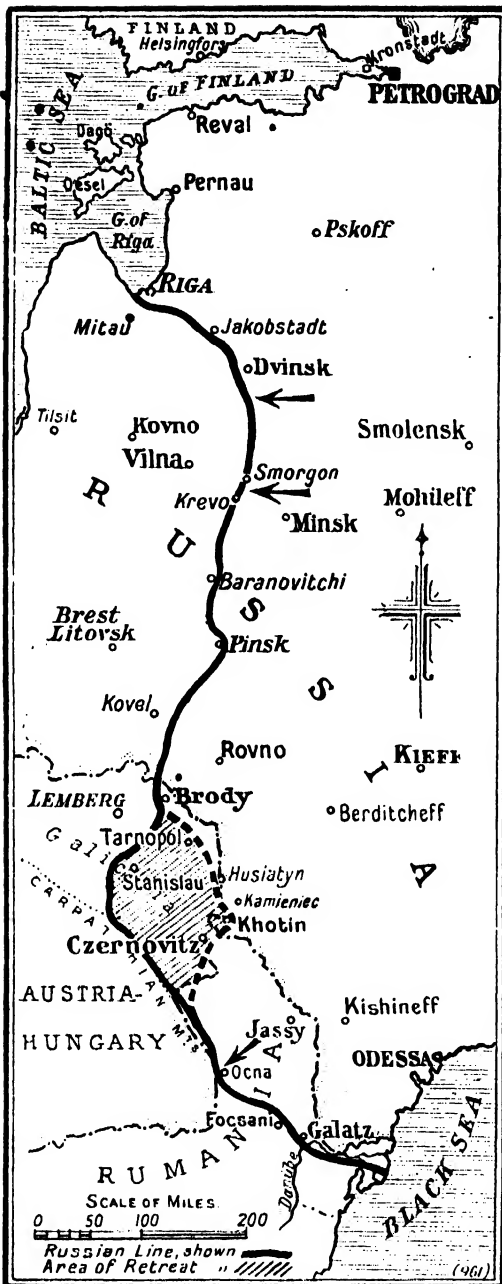 FINLAND
Helsingfors
Kronstadt
G. OF FINLAND
PETROGRAD
BALTIC SEA
Reval
Dagö
Oesel
Pernau
G. of
Riga
Pskoff
RIGA
Mitau
Jakobstadt
Dvinsk
Tilsit
Kovno
Smolensk
Vilna
Smorgon
Krevo
Mohileff
Minsk
RUSSIA
Baranovitchi
Brest
Litovsk
Pinsk
Kovel
Rovno
KIEFF
LEMBERG
Brody
Berditcheff
Galicia
Tarnopol
Stanislau
Husiatyn
Kamieniec
Khotin
CARPATHIAN MTS
Czernovitz
AUSTRIA-
HUNGARY
Kishineff
Jassy
ODESSA
Ocna
Focsani
Galatz
RUMANIA
Danube
BLACK SEA
SCALE OF MILES.
0 100 200
Russian Line, shown
Area of Retreat "
(961)